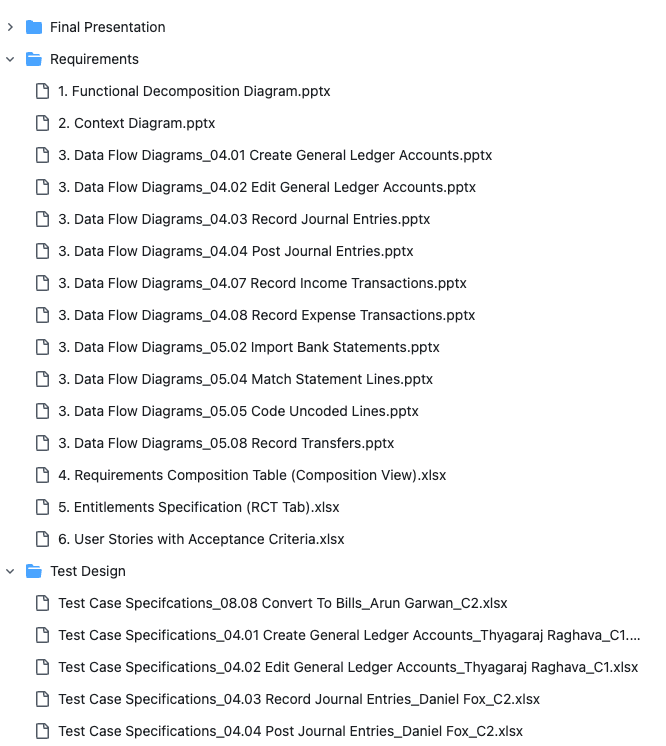 Final Presentation
Requirements
1. Functional Decomposition Diagram.pptx
2. Context Diagram.pptx
3. Data Flow Diagrams_04.01 Create General Ledger Accounts.pptx
3. Data Flow Diagrams_04.02 Edit General Ledger Accounts.pptx
3. Data Flow Diagrams_04.03 Record Journal Entries.pptx
3. Data Flow Diagrams_04.04 Post Journal Entries.pptx
3. Data Flow Diagrams_04.07 Record Income Transactions.pptx
3. Data Flow Diagrams_04.08 Record Expense Transactions.pptx
3. Data Flow Diagrams_05.02 Import Bank Statements.pptx
3. Data Flow Diagrams_05.04 Match Statement Lines.pptx
3. Data Flow Diagrams_05.05 Code Uncoded Lines.pptx
3. Data Flow Diagrams_05.08 Record Transfers.pptx
4. Requirements Composition Table (Composition View).xlsx
5. Entitlements Specification (RCT Tab).xlsx
6. User Stories with Acceptance Criteria.xlsx
Test Design
Test Case Specifcations_08.08 Convert To Bills_Arun Garwan_C2.xlsx
Test Case Specifications_04.01 Create General Ledger Accounts_Thyagaraj Raghava_C1....
Test Case Specifications_04.02 Edit General Ledger Accounts_Thyagaraj Raghava_C1.xlsx
Test Case Specifications_04.03 Record Journal Entries_Daniel Fox_C2.xlsx
Test Case Specifications_04.04 Post Journal Entries_Daniel Fox_C2.xlsx